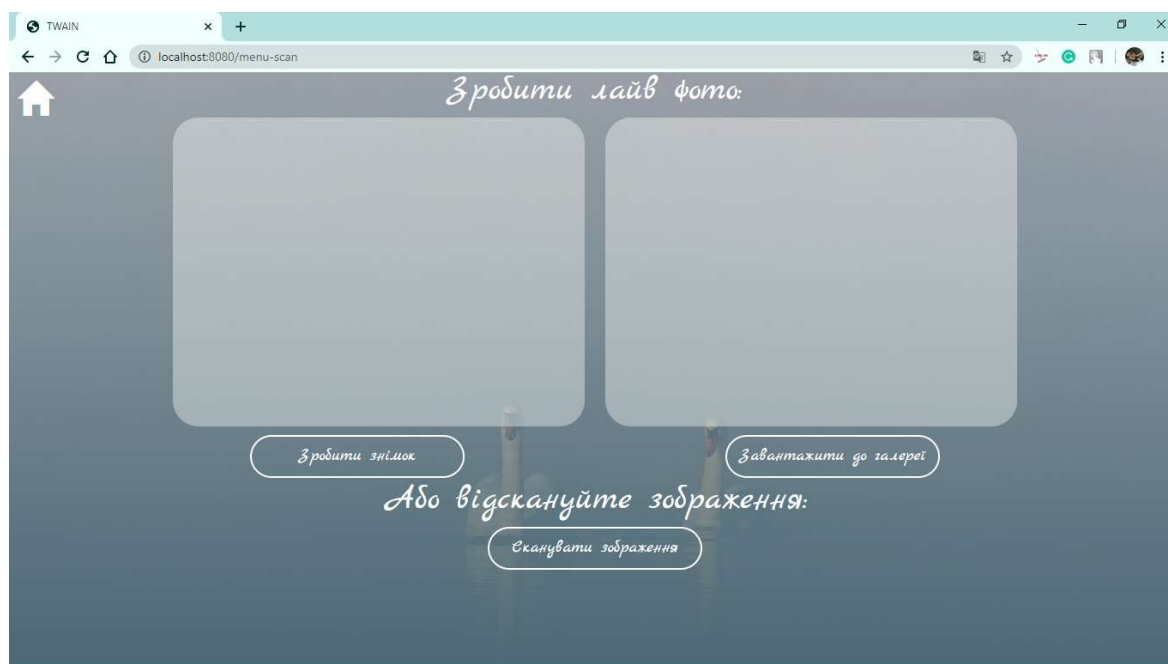 TWAIN
localhost:8080/menu-scan
Зробити лайв фото:
Зробити знімок
Завантажити до галереї
Або відскануйте зображення:
Сканувати зображення